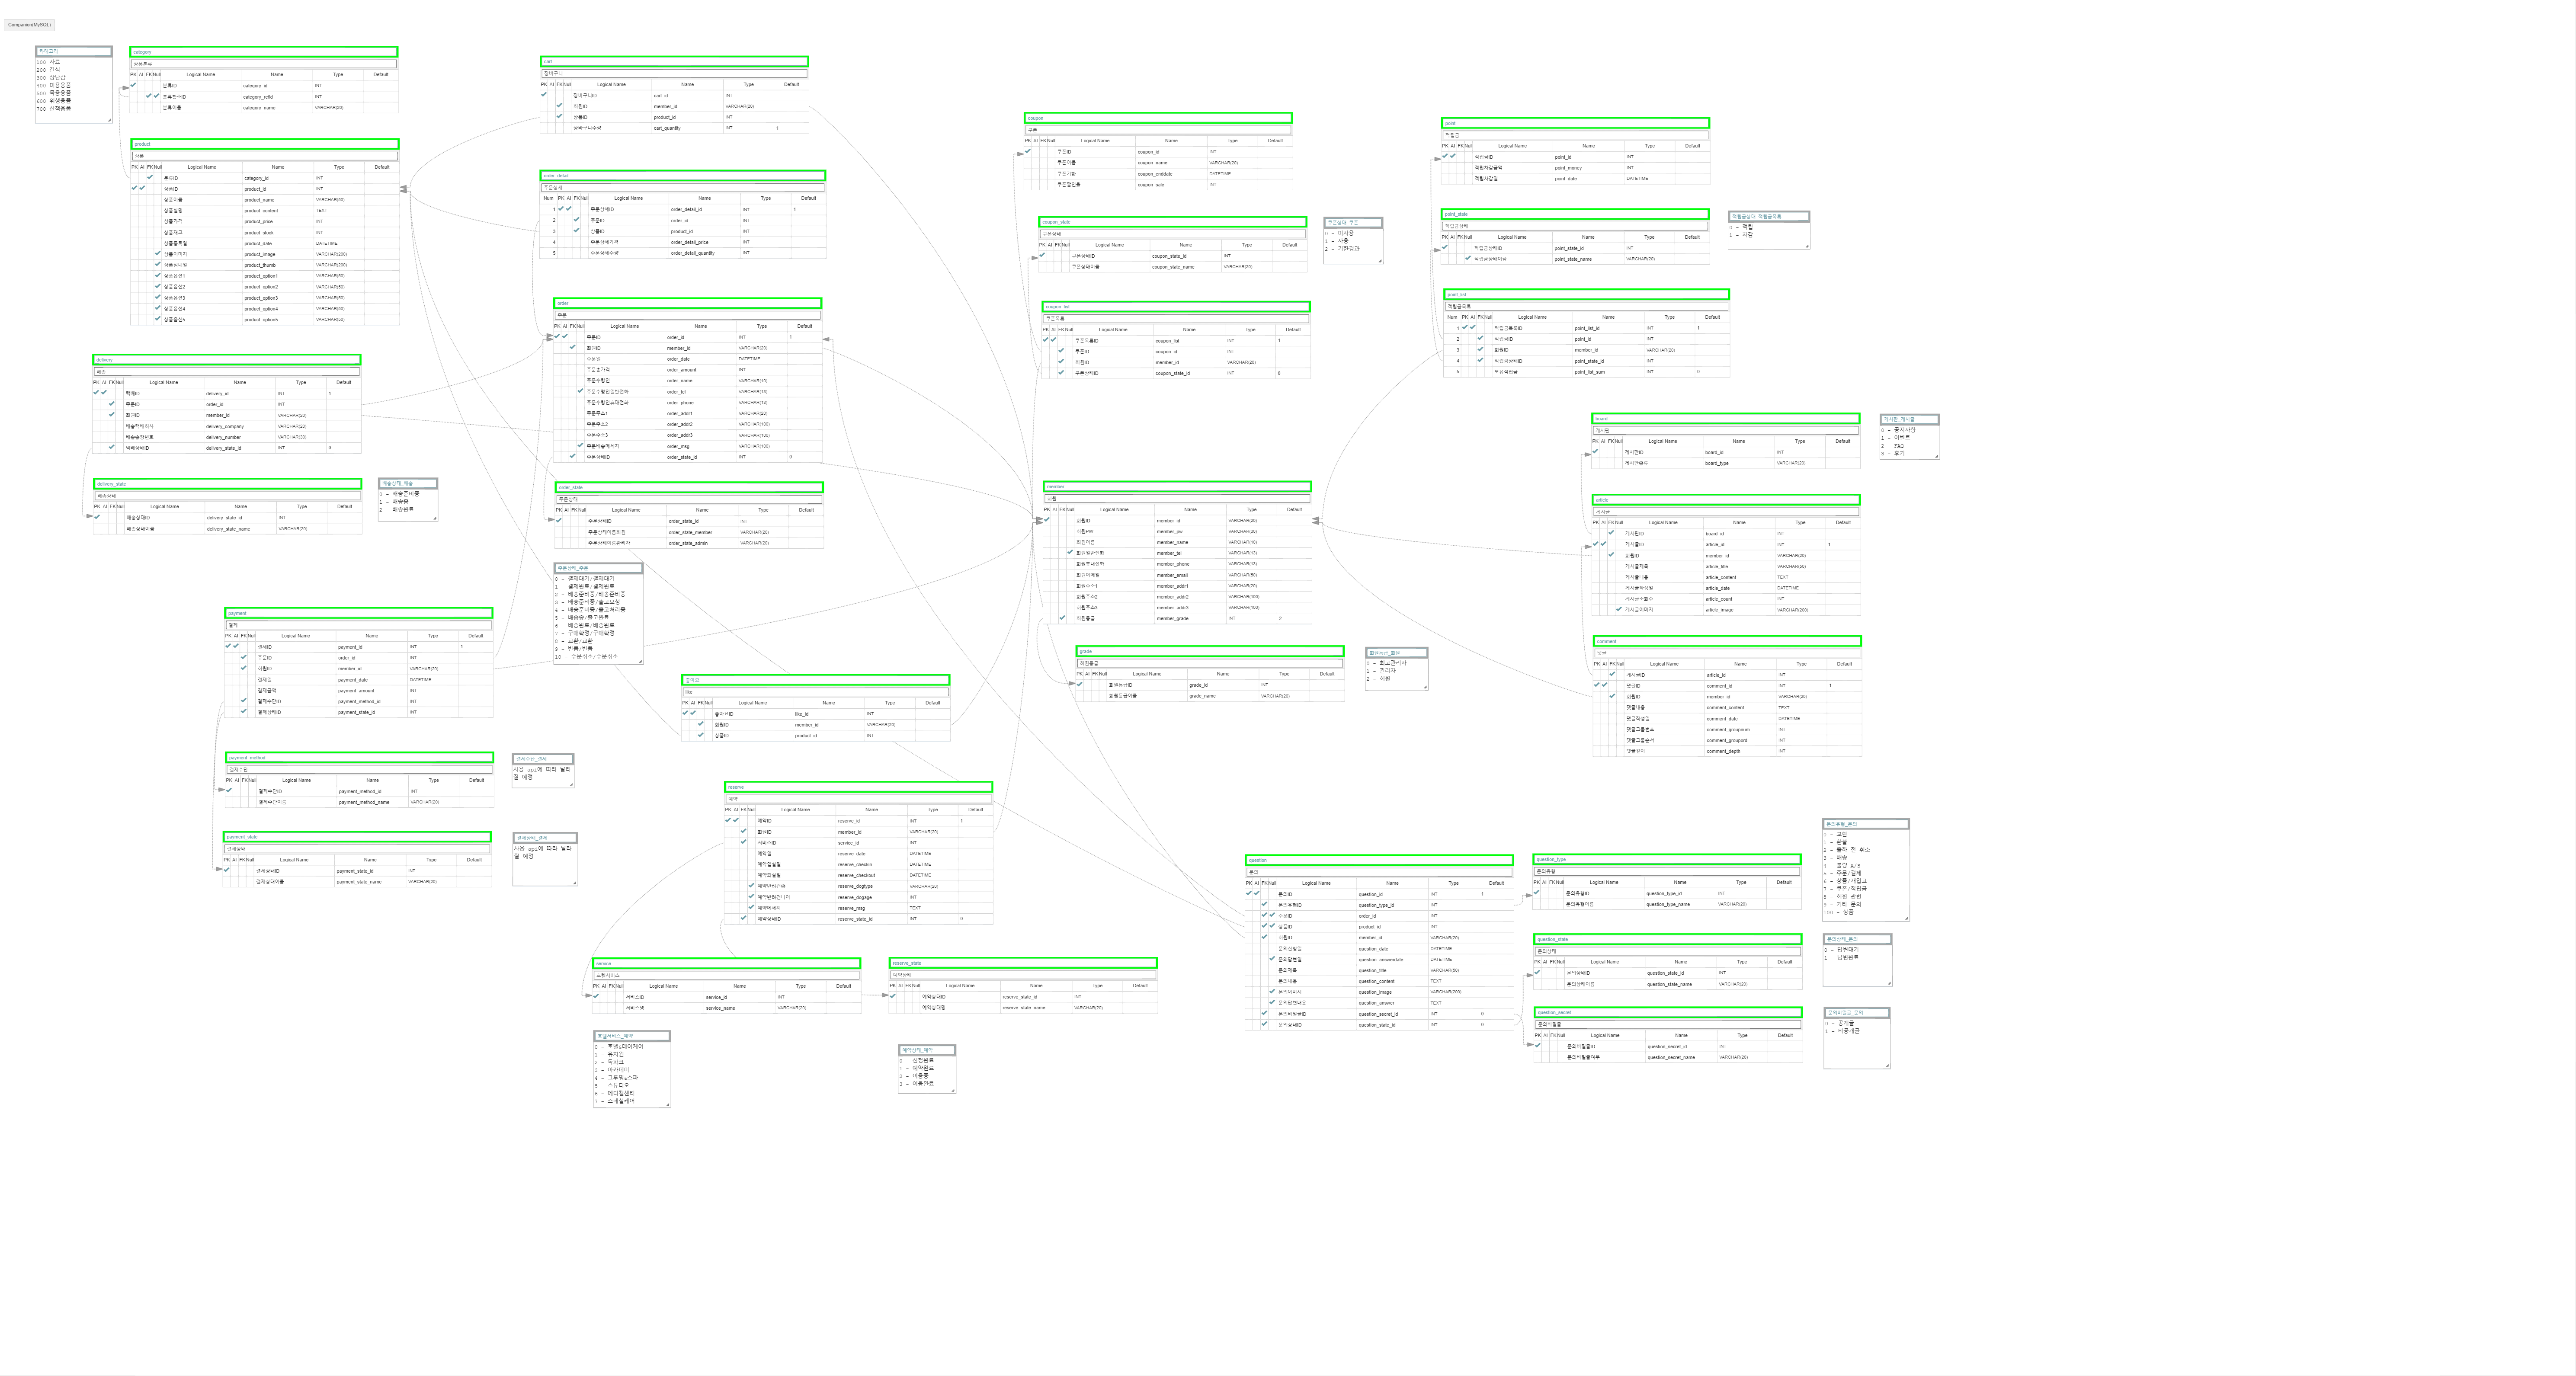 Companion(MySQL)
카테고리
100 사료
200 간식
300 장난감
400 미용용품
500 목욕용품
600 위생용품
700 산책용품
category
상품분류
PK AI FK Null Logical Name Name Type Default
분류ID category_id INT
분류참조ID category_refid INT
분류이름 category_name VARCHAR(20)
product
상품
PK AI FK Null Logical Name Name Type Default
분류ID category_id INT
상품ID product_id INT
상품이름 product_name VARCHAR(50)
상품설명 product_content TEXT
상품가격 product_price INT
상품재고 product_stock INT
상품등록일 product_date DATETIME
상품이미지 product_image VARCHAR(200)
상품썸네일 product_thumb VARCHAR(200)
상품옵션1 product_option1 VARCHAR(50)
상품옵션2 product_option2 VARCHAR(50)
상품옵션3 product_option3 VARCHAR(50)
상품옵션4 product_option4 VARCHAR(50)
상품옵션5 product_option5 VARCHAR(50)
delivery
배송
PK AI FK Null Logical Name Name Type Default
택배ID delivery_id INT 1
주문ID order_id INT
회원ID member_id VARCHAR(20)
배송택배회사 delivery_company VARCHAR(20)
배송송장번호 delivery_number VARCHAR(20)
택배상태ID delivery_state_id INT 0
delivery_state
배송상태
PK AI FK Null Logical Name Name Type Default
배송상태ID delivery_state_id INT
배송상태이름 delivery_state_name VARCHAR(20)
배송상태_배송
0 - 배송준비중
1 - 배송중
2 - 배송완료
payment
결제
PK AI FK Null Logical Name Name Type Default
결제ID payment_id INT 1
주문ID order_id INT
회원ID member_id VARCHAR(20)
결제일 payment_date DATETIME
결제금액 payment_amount INT
결제수단ID payment_method_id INT
결제상태ID payment_state_id INT
payment_method
결제수단
PK AI FK Null Logical Name Name Type Default
결제수단ID payment_method_id INT
결제수단이름 payment_method_name VARCHAR(20)
결제수단_결제
사용 api에 따라 달라
질 예정
payment_state
결제상태
PK AI FK Null Logical Name Name Type Default
결제상태ID payment_state_id INT
결제상태이름 payment_state_name VARCHAR(20)
결제상태_결제
사용 api에 따라 달라
질 예정
cart
장바구니
PK AI FK Null Logical Name Name Type Default
장바구니ID cart_id INT
회원ID member_id VARCHAR(20)
상품ID product_id INT
장바구니수량 cart_quantity INT 1
order_detail
주문상세
Num PK AI FK Null Logical Name Name Type Default
1 주문상세ID order_detail_id INT 1
2 주문ID order_id INT
3 상품ID product_id INT
4 주문상세가격 order_detail_price INT
5 주문상세수량 order_detail_quantity INT
order
주문
PK AI FK Null Logical Name Name Type Default
주문ID order_id INT 1
회원ID member_id VARCHAR(20)
주문일 order_date DATETIME
주문총가격 order_amount INT
주문수령인 order_name VARCHAR(10)
주문수령인일반전화 order_tel VARCHAR(13)
주문수령인휴대전화 order_phone VARCHAR(13)
주문주소1 order_addr1 VARCHAR(20)
주문주소2 order_addr2 VARCHAR(100)
주문주소3 order_addr3 VARCHAR(100)
주문배송메세지 order_msg VARCHAR(100)
주문상태ID order_state_id INT 0
order_state
주문상태
PK AI FK Null Logical Name Name Type Default
주문상태ID order_state_id INT
주문상태이름회원 order_state_member VARCHAR(20)
주문상태이름관리자 order_state_admin VARCHAR(20)
주문상태_주문
0 - 결제대기/결제대기
1 - 결제완료/결제완료
2 - 배송준비중/배송준비중
3 - 배송준비중/출고요청
4 - 배송준비중/출고처리중
5 - 배송중/출고완료
6 - 배송완료/배송완료
7 - 구매확정/구매확정
8 - 교환/교환
9 - 반품/반품
10 - 주문취소/주문취소
좋아요
like
PK AI FK Null Logical Name Name Type Default
좋아요ID like_id INT
회원ID member_id VARCHAR(20)
상품ID product_id INT
reserve
예약
PK AI FK Null Logical Name Name Type Default
예약ID reserve_id INT 1
회원ID member_id VARCHAR(20)
서비스ID service_id INT
예약일 reserve_date DATETIME
예약입실일 reserve_checkin DATETIME
예약퇴실일 reserve_checkout DATETIME
예약반려견종 reserve_dogtype VARCHAR(20)
예약반려견나이 reserve_dogage INT
예약메세지 reserve_msg TEXT
예약상태ID reserve_state_id INT 0
service
호텔서비스
PK AI FK Null Logical Name Name Type Default
서비스ID service_id INT
서비스명 service_name VARCHAR(20)
호텔서비스_예약
0 - 호텔&데이케어
1 - 유치원
2 - 독파크
3 - 아카데미
4 - 그루밍&스파
5 - 스튜디오
6 - 메디컬센터
7 - 스페셜케어
reserve_state
예약상태
PK AI FK Null Logical Name Name Type Default
예약상태ID reserve_state_id INT
예약상태명 reserve_state_name VARCHAR(20)
예약상태_예약
0 - 신청완료
1 - 예약완료
2 - 이용중
3 - 이용완료
coupon
쿠폰
PK AI FK Null Logical Name Name Type Default
쿠폰ID coupon_id INT
쿠폰이름 coupon_name VARCHAR(20)
쿠폰기한 coupon_enddate DATETIME
쿠폰할인율 coupon_sale INT
coupon_state
쿠폰상태
PK AI FK Null Logical Name Name Type Default
쿠폰상태ID coupon_state_id INT
쿠폰상태이름 coupon_state_name VARCHAR(20)
쿠폰상태_쿠폰
0 - 미사용
1 - 사용
2 - 기한경과
coupon_list
쿠폰목록
PK AI FK Null Logical Name Name Type Default
쿠폰목록ID coupon_list INT 1
쿠폰ID coupon_id INT
회원ID member_id VARCHAR(20)
쿠폰상태ID coupon_state_id INT 0
member
회원
PK AI FK Null Logical Name Name Type Default
회원ID member_id VARCHAR(20)
회원PW member_pw VARCHAR(30)
회원이름 member_name VARCHAR(10)
회원일반전화 member_tel VARCHAR(13)
회원휴대전화 member_phone VARCHAR(13)
회원이메일 member_email VARCHAR(50)
회원주소1 member_addr1 VARCHAR(20)
회원주소2 member_addr2 VARCHAR(100)
회원주소3 member_addr3 VARCHAR(100)
회원등급 member_grade INT 2
grade
회원등급
PK AI FK Null Logical Name Name Type Default
회원등급ID grade_id INT
회원등급이름 grade_name VARCHAR(20)
회원등급_회원
0 - 최고관리자
1 - 관리자
2 - 회원
point
적립금
PK AI FK Null Logical Name Name Type Default
적립금ID point_id INT
적립차감금액 point_money INT
적립차감일 point_date DATETIME
point_state
적립금상태
PK AI FK Null Logical Name Name Type Default
적립금상태ID point_state_id INT
적립금상태이름 point_state_name VARCHAR(20)
적립금상태_적립금목록
0 - 적립
1 - 차감
point_list
적립금목록
Num PK AI FK Null Logical Name Name Type Default
1 적립금목록ID point_list_id INT 1
2 적립금ID point_id INT
3 회원ID member_id VARCHAR(20)
4 적립금상태ID point_state_id INT
5 보유적립금 point_list_sum INT 0
board
게시판
PK AI FK Null Logical Name Name Type Default
게시판ID board_id INT
게시판종류 board_type VARCHAR(20)
게시판_게시글
0 - 공지사항
1 - 이벤트
2 - FAQ
3 - 후기
article
게시글
PK AI FK Null Logical Name Name Type Default
게시판ID board_id INT
게시글ID article_id INT 1
회원ID member_id VARCHAR(20)
게시글제목 article_title VARCHAR(50)
게시글내용 article_content TEXT
게시글작성일 article_date DATETIME
게시글조회수 article_count INT
게시글이미지 article_image VARCHAR(200)
comment
댓글
PK AI FK Null Logical Name Name Type Default
게시글ID article_id INT
댓글ID comment_id INT 1
회원ID member_id VARCHAR(20)
댓글내용 comment_content TEXT
댓글작성일 comment_date DATETIME
댓글그룹번호 comment_groupnum INT
댓글그룹순서 comment_groupord INT
댓글깊이 comment_depth INT
question
문의
PK AI FK Null Logical Name Name Type Default
문의ID question_id INT 1
문의유형ID question_type_id INT
주문ID order_id INT
상품ID product_id INT
회원ID member_id VARCHAR(20)
문의신청일 question_date DATETIME
문의답변일 question_answerdate DATETIME
문의제목 question_title VARCHAR(50)
문의내용 question_content TEXT
문의이미지 question_image VARCHAR(200)
문의답변내용 question_answer TEXT
문의비밀글ID question_secret_id INT 0
문의상태ID question_state_id INT 0
question_type
문의유형
PK AI FK Null Logical Name Name Type Default
문의유형ID question_type_id INT
문의유형이름 question_type_name VARCHAR(20)
문의유형_문의
0 - 교환
1 - 환불
2 - 출하 전 취소
3 - 배송
4 - 불량 A/S
5 - 주문/결제
6 - 상품/재입고
7 - 쿠폰/적립금
8 - 회원 관련
9 - 기타 문의
100 - 상품
question_state
문의상태
PK AI FK Null Logical Name Name Type Default
문의상태ID question_state_id INT
문의상태이름 question_state_name VARCHAR(20)
문의상태_문의
0 - 답변대기
1 - 답변완료
question_secret
문의비밀글
PK AI FK Null Logical Name Name Type Default
문의비밀글ID question_secret_id INT
문의비밀글여부 question_secret_name VARCHAR(20)
문의비밀글_문의
0 - 공개글
1 - 비공개글